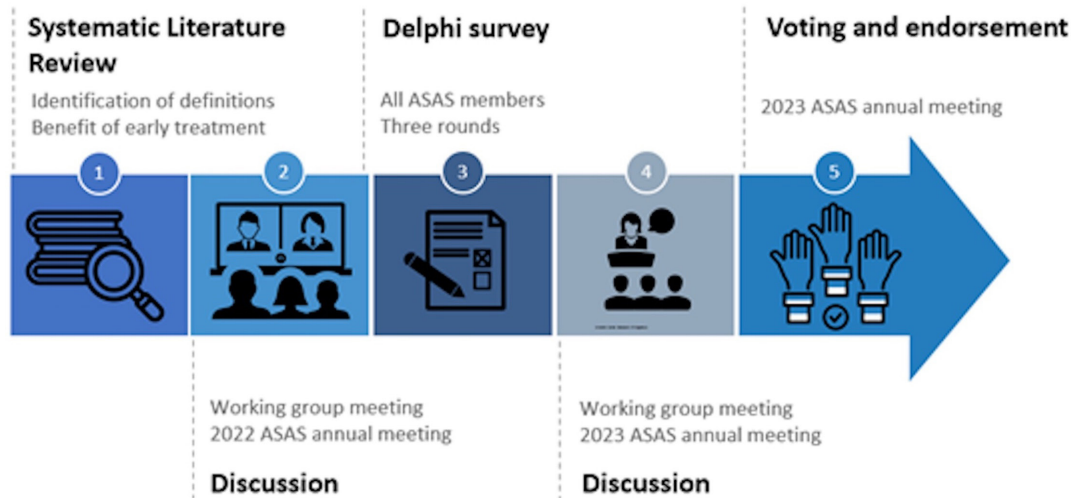 Systematic Literature
Review
Identification of definitions
Benefit of early treatment
Delphi survey
All ASAS members
Three rounds
Voting and endorsement
2023 ASAS annual meeting
1
2
3
4
5
Working group meeting
2022 ASAS annual meeting
Discussion
Working group meeting
2023 ASAS annual meeting
Discussion